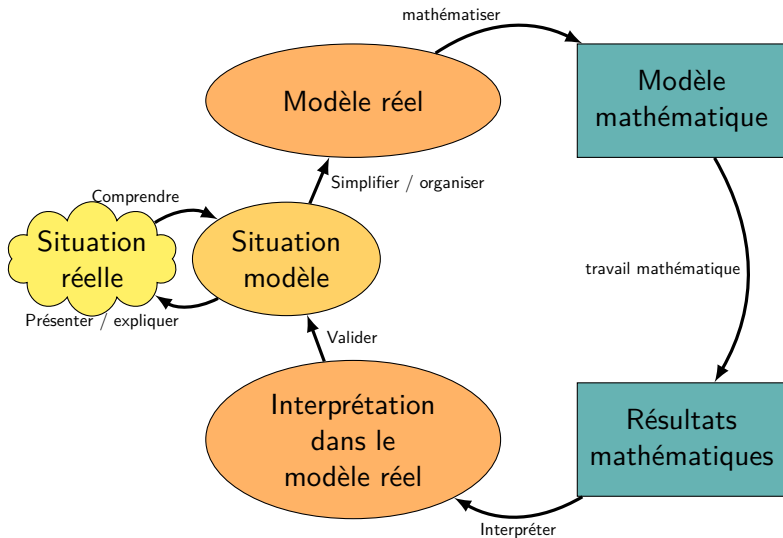 mathématiser
Modèle réel
Modèle
mathématique
Simplifier / organiser
Comprendre
Situation
réelle
Situation
modèle
travail mathématique
Présenter / expliquer
Valider
Interprétation
dans le
modèle réel
Résultats
mathématiques
Interpréter